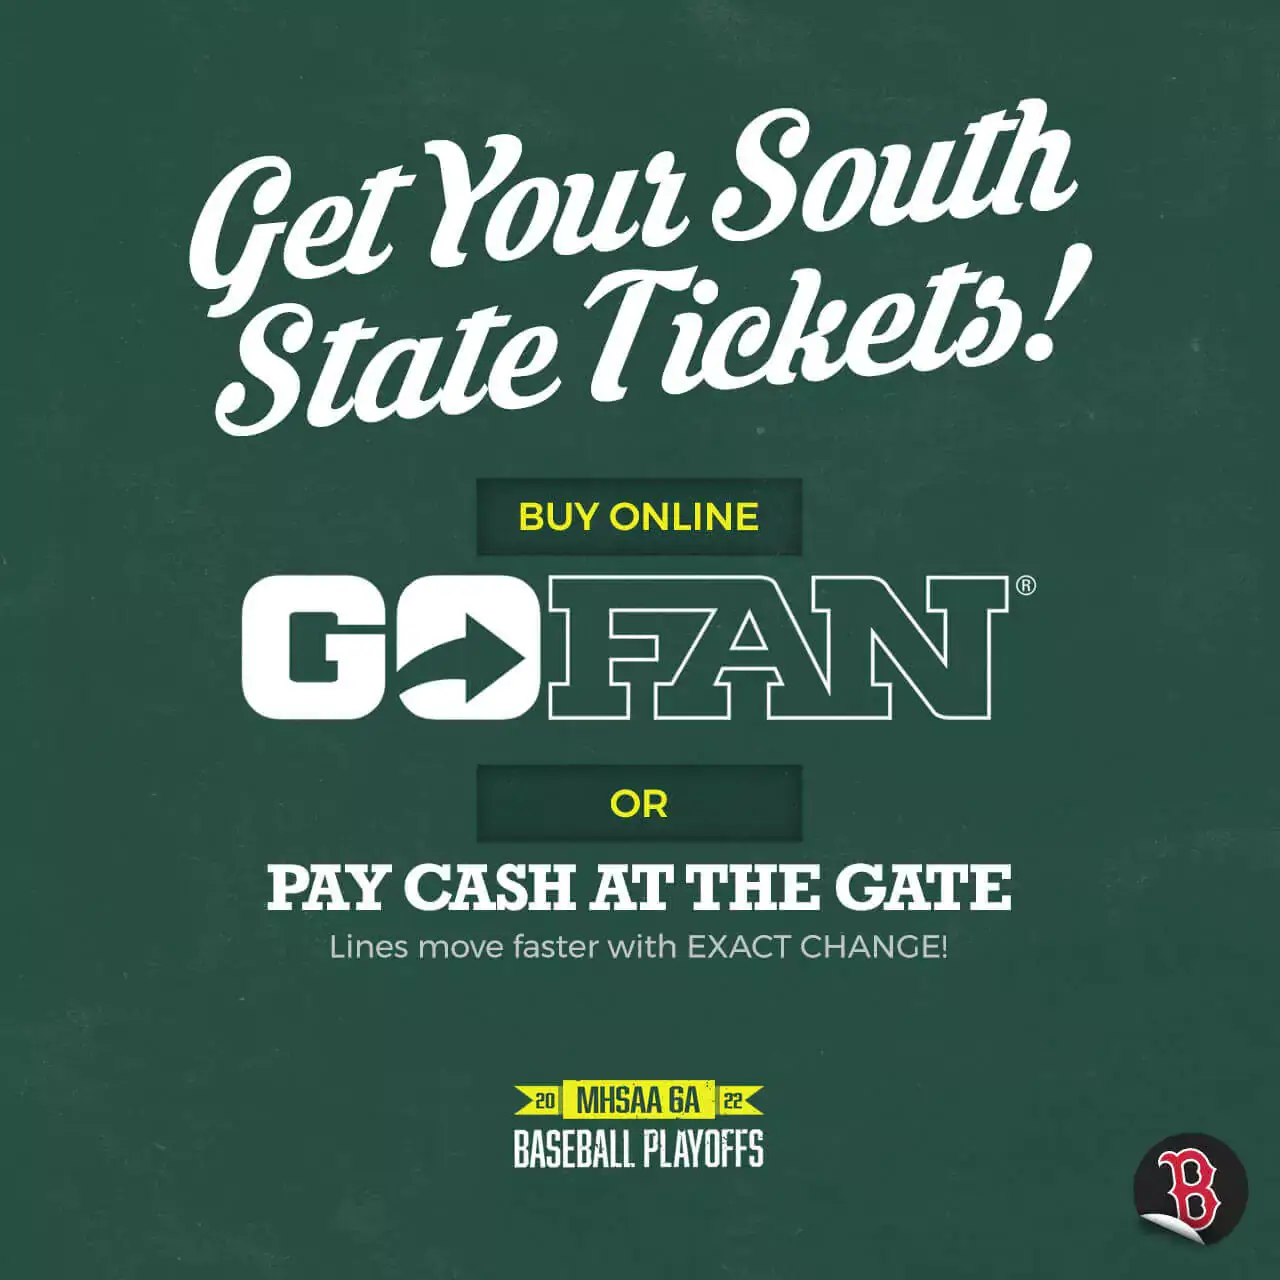 Get Your South
State Tickets!
BUY ONLINE
GOFAN®
OR
PAY CASH AT THE GATE
Lines move faster with EXACT CHANGE!
20 MHSAA 6A 22
BASEBALL PLAYOFFS
B